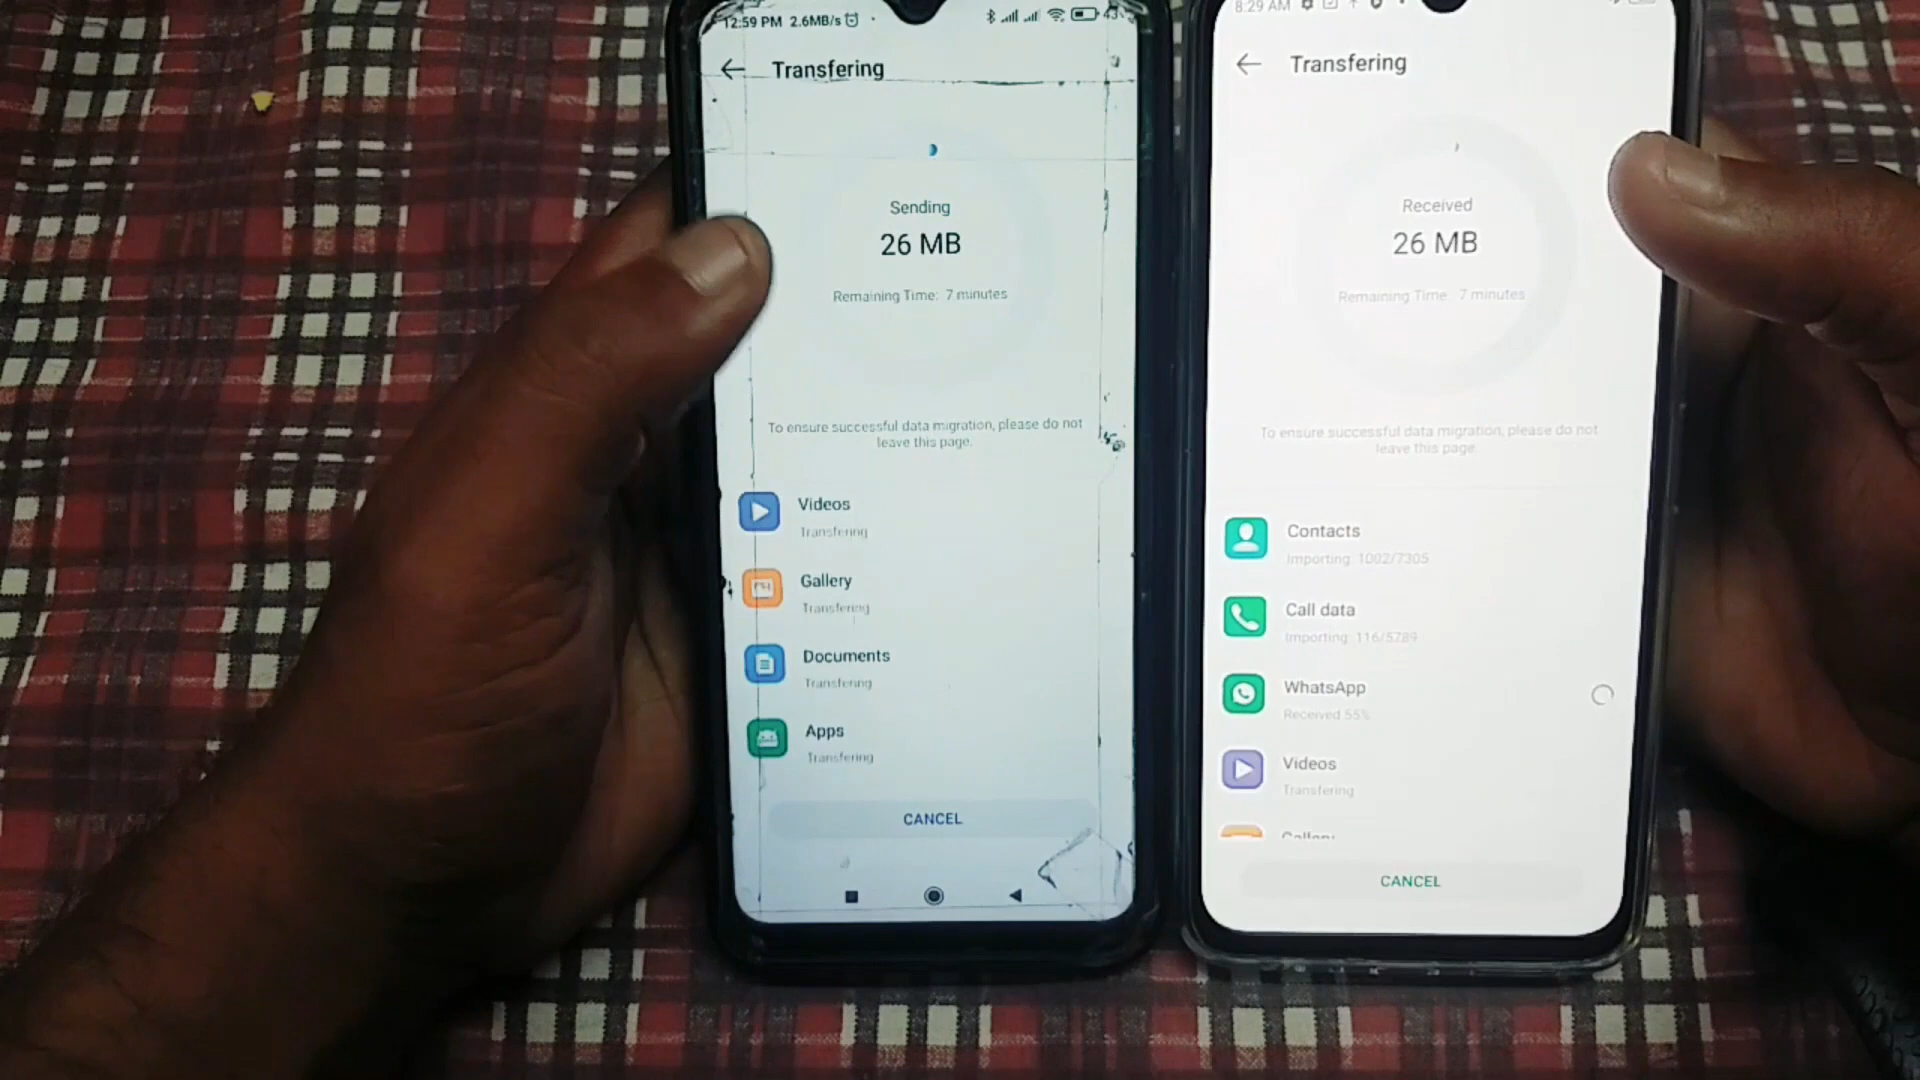 12:59 PM 2.6MB/s
Transfering
Sending
26 MB
Remaining Time: 7 minutes
To ensure successful data migration, please do not
leave this page.
Videos
Transfering
Gallery
Transfering
Documents
Transfering
Apps
Transfering
CANCEL
8:29 AM
Transfering
Received
26 MB
Remaining Time: 7 minutes
To ensure successful data migration, please do not
leave this page.
Contacts
Importing: 1002/7305
Call data
Importing: 116/5789
WhatsApp
Received 55%
Videos
Transfering
Gallery
CANCEL